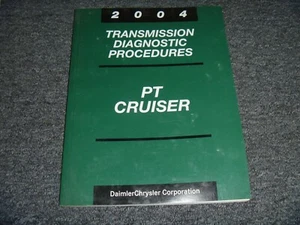 2004
TRANSMISSION
DIAGNOSTIC
PROCEDURES
PT
CRUISER
DaimlerChrysler Corporation